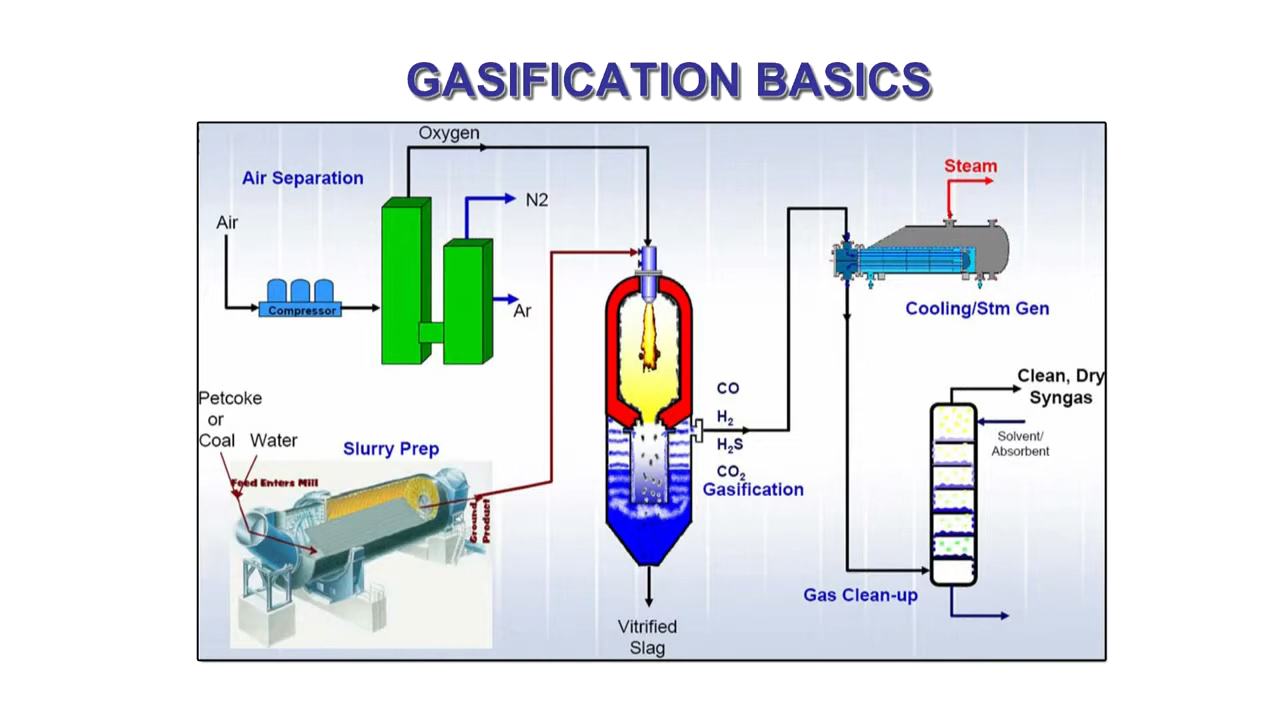 GASIFICATION BASICS
Oxygen
Air Separation
N2
Air
Compressor
Ar
Steam
Cooling/Stm Gen
Petcoke
or
Coal Water
Slurry Prep
Feed Enters Mill
Ground
Product
CO
H₂
H₂S
CO₂
Gasification
Vitrified
Slag
Clean, Dry
Syngas
Solvent/
Absorbent
Gas Clean-up